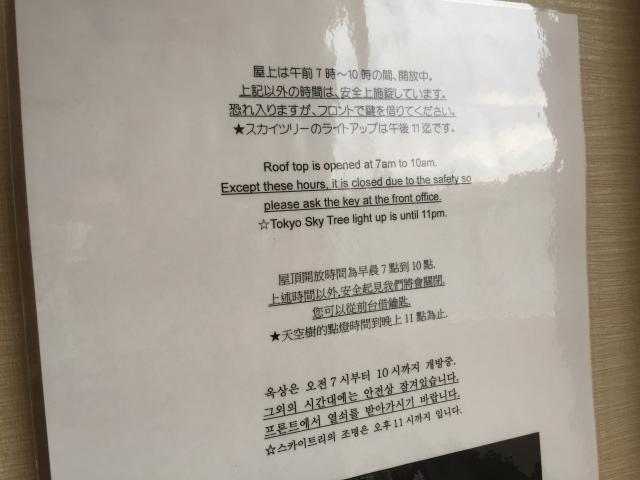 屋上は午前7時～10時の間、開放中。
上記以外の時間は、安全上施錠しています。
恐れ入りますが、フロントで鍵を借りてください。
★スカイツリーのライトアップは午後11迄です。
Roof top is opened at 7am to 10am.
Except these hours, it is closed due to the safety so
please ask the key at the front office.
☆Tokyo Sky Tree light up is until 11pm.
屋頂開放時間為早晨7點到10點.
上述時間以外,安全起見我們將會關閉.
您可以從前台借鑰匙.
★天空樹的點燈時間到晚上11點為止.
옥상은 오전 7시부터 10시까지 개방중.
그외의 시간대에는 안전상 잠겨있습니다.
프론트에서 열쇠를 받아가시기 바랍니다.
☆스카이트리의 조명은 오후 11시까지 입니다.